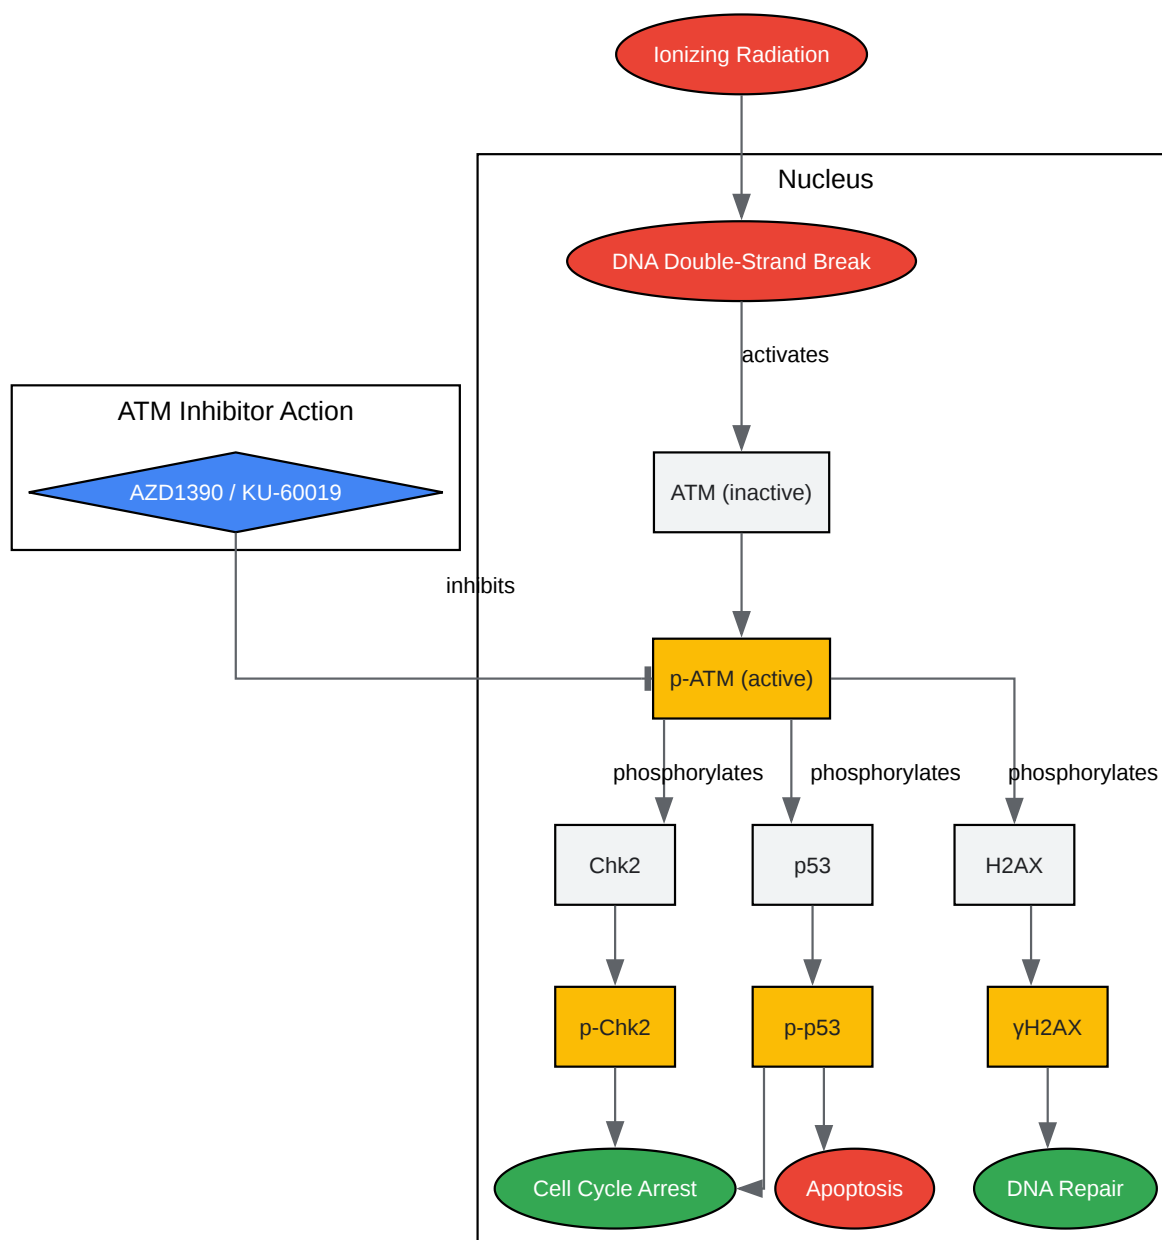 Ionizing Radiation
Nucleus
DNA Double-Strand Break
activates
ATM Inhibitor Action
AZD1390 / KU-60019
ATM (inactive)
inhibits
p-ATM (active)
phosphorylates
phosphorylates
phosphorylates
Chk2
p53
H2AX
p-Chk2
p-p53
γH2AX
Cell Cycle Arrest
Apoptosis
DNA Repair